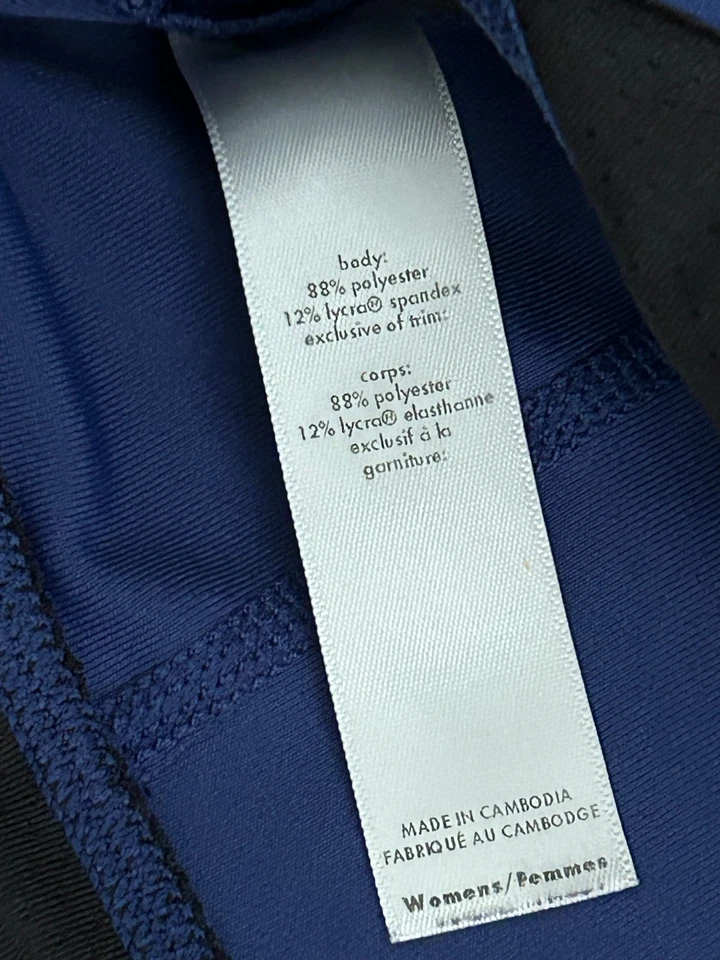 body:
88% polyester
12% lycra® spandex
exclusive of trim:
corps:
88% polyester
12% lycra® elasthanne
exclusif à la
garniture:
MADE IN CAMBODIA
FABRIQUÉ AU CAMBODGE
Womens/Femmes